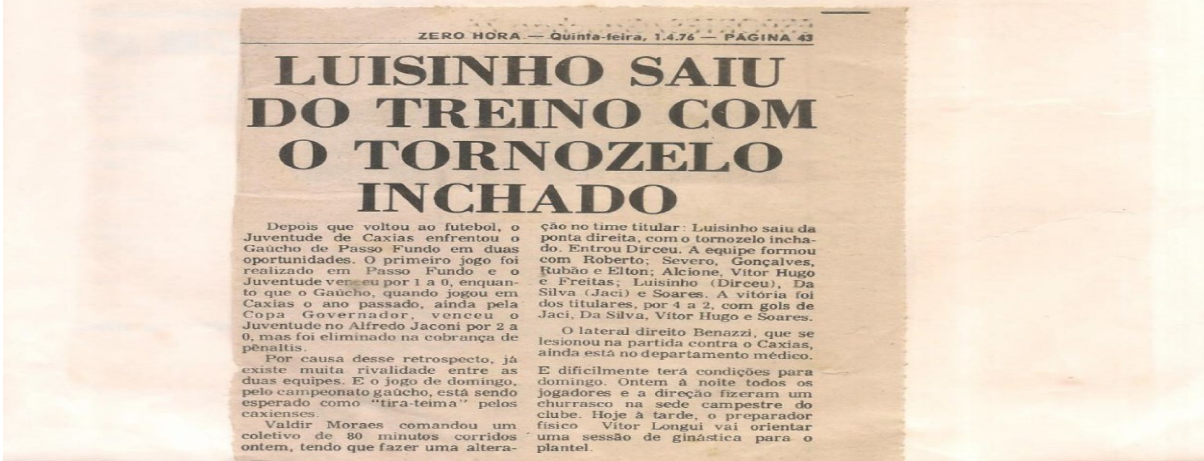 ZERO HORA — Quinta-feira, 1.4.76 — PÁGINA 43
LUISINHO SAIU
DO TREINO COM
O TORNOZELO
INCHADO
Depois que voltou ao futebol, o
Juventude de Caxias enfrentou o
Gaúcho de Passo Fundo em duas
oportunidades. O primeiro jogo foi
realizado em Passo Fundo e o
Juventude venceu por 1 a 0, enquan-
to que o Gaúcho, quando jogou em
Caxias o ano passado, ainda pela
Copa Governador, venceu o
Juventude no Alfredo Jaconi por 2 a
0, mas foi eliminado na cobrança de
pênaltis.
Por causa desse retrospecto, já
existe muita rivalidade entre as
duas equipes. E o jogo de domingo,
pelo campeonato gaúcho, está sendo
esperado como "tira-teima" pelos
caxienses.
Valdir Moraes comandou um
coletivo de 80 minutos corridos
ontem, tendo que fazer uma altera-
ção no time titular: Luisinho saiu da
ponta direita, com o tornozelo incha-
do. Entrou Dirceu. A equipe formou
com Roberto; Severo, Gonçalves,
Rubão e Elton; Alcione, Vítor Hugo
e Freitas; Luisinho (Dirceu), Da
Silva (Jaci) e Soares. A vitória foi
dos titulares, por 4 a 2, com gols de
Jaci, Da Silva, Vítor Hugo e Soares.
O lateral direito Benazzi, que se
lesionou na partida contra o Caxias,
ainda está no departamento médico.
E dificilmente terá condições para
domingo. Ontem à noite todos os
jogadores e a direção fizeram um
churrasco na sede campestre do
clube. Hoje à tarde, o preparador
físico Vítor Longui vai orientar
uma sessão de ginástica para o
plantel.